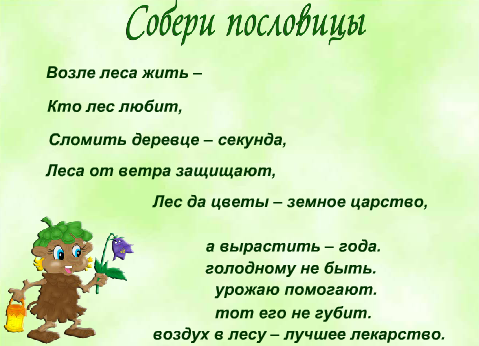 Собери пословицы
Возле леса жить –
Кто лес любит,
Сломить деревце – секунда,
Леса от ветра защищают,
Лес да цветы – земное царство,
а вырастить – года.
голодному не быть.
урожаю помогают.
тот его не губит.
воздух в лесу – лучшее лекарство.